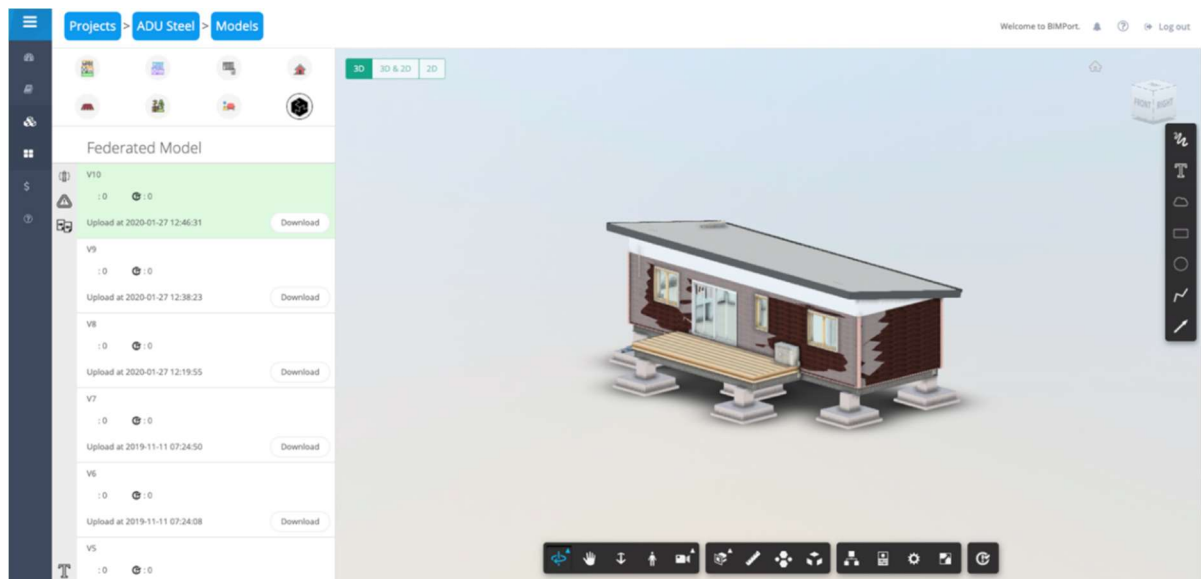 Projects > ADU Steel > Models
Welcome to BIMPort.
Log out
3D
3D & 2D
2D
FRONT
RIGHT
Federated Model
V10
: 0 : 0
Upload at 2020-01-27 12:46:31 Download
V9
: 0 : 0
Upload at 2020-01-27 12:38:23 Download
V8
: 0 : 0
Upload at 2020-01-27 12:19:55 Download
V7
: 0 : 0
Upload at 2019-11-11 07:24:50 Download
V6
: 0 : 0
Upload at 2019-11-11 07:24:08 Download
V5
: 0 : 0